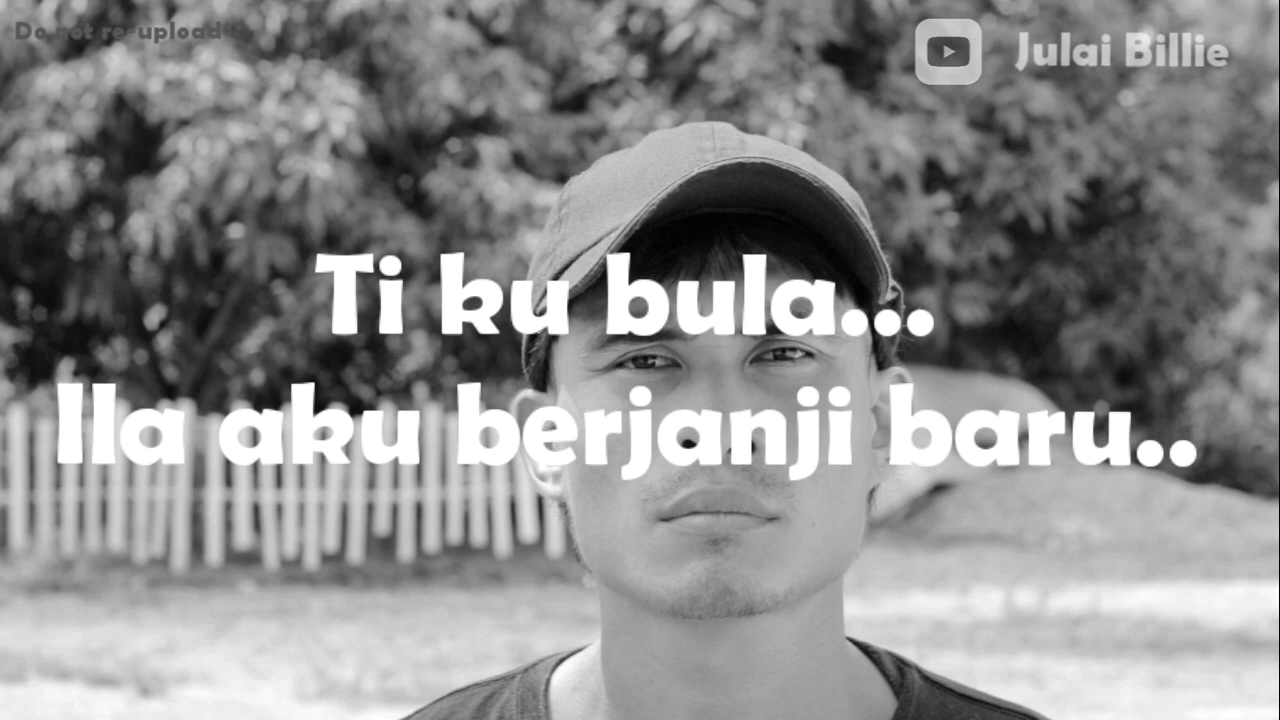 Do not re-upload
Julai Billie
Ti ku bula...
Ila aku berjanji baru..